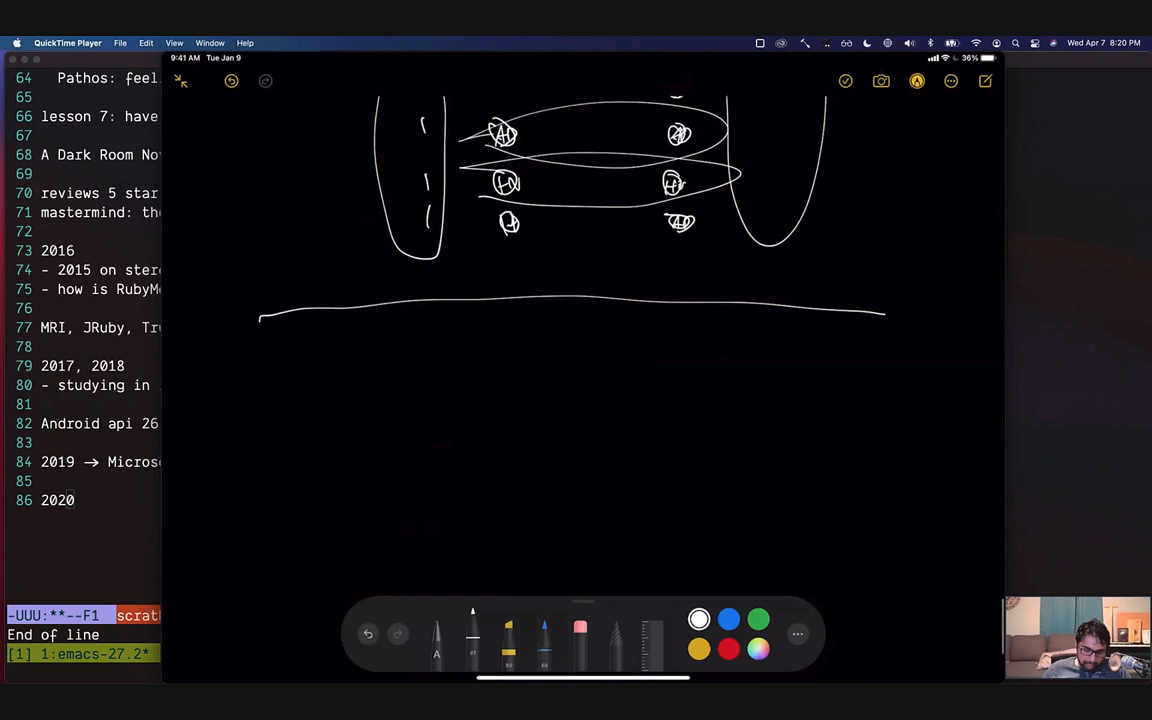 QuickTime Player File Edit View Window Help
Wed Apr 7 8:20 PM
9:41 AM Tue Jan 9
36%
64 Pathos: feel
65
66 lesson 7: have
67
68 A Dark Room No
69
70 reviews 5 star
71 mastermind: the
72
73 2016
74 - 2015 on ster
75 - how is RubyM
76
77 MRI, JRuby, Tr
78
79 2017, 2018
80 - studying in
81
82 Android api 26
83
84 2019 → Micros
85
86 2020
-UUU:**--F1 scrat
End of line
[1] 1:emacs-27.2*
A
97
80